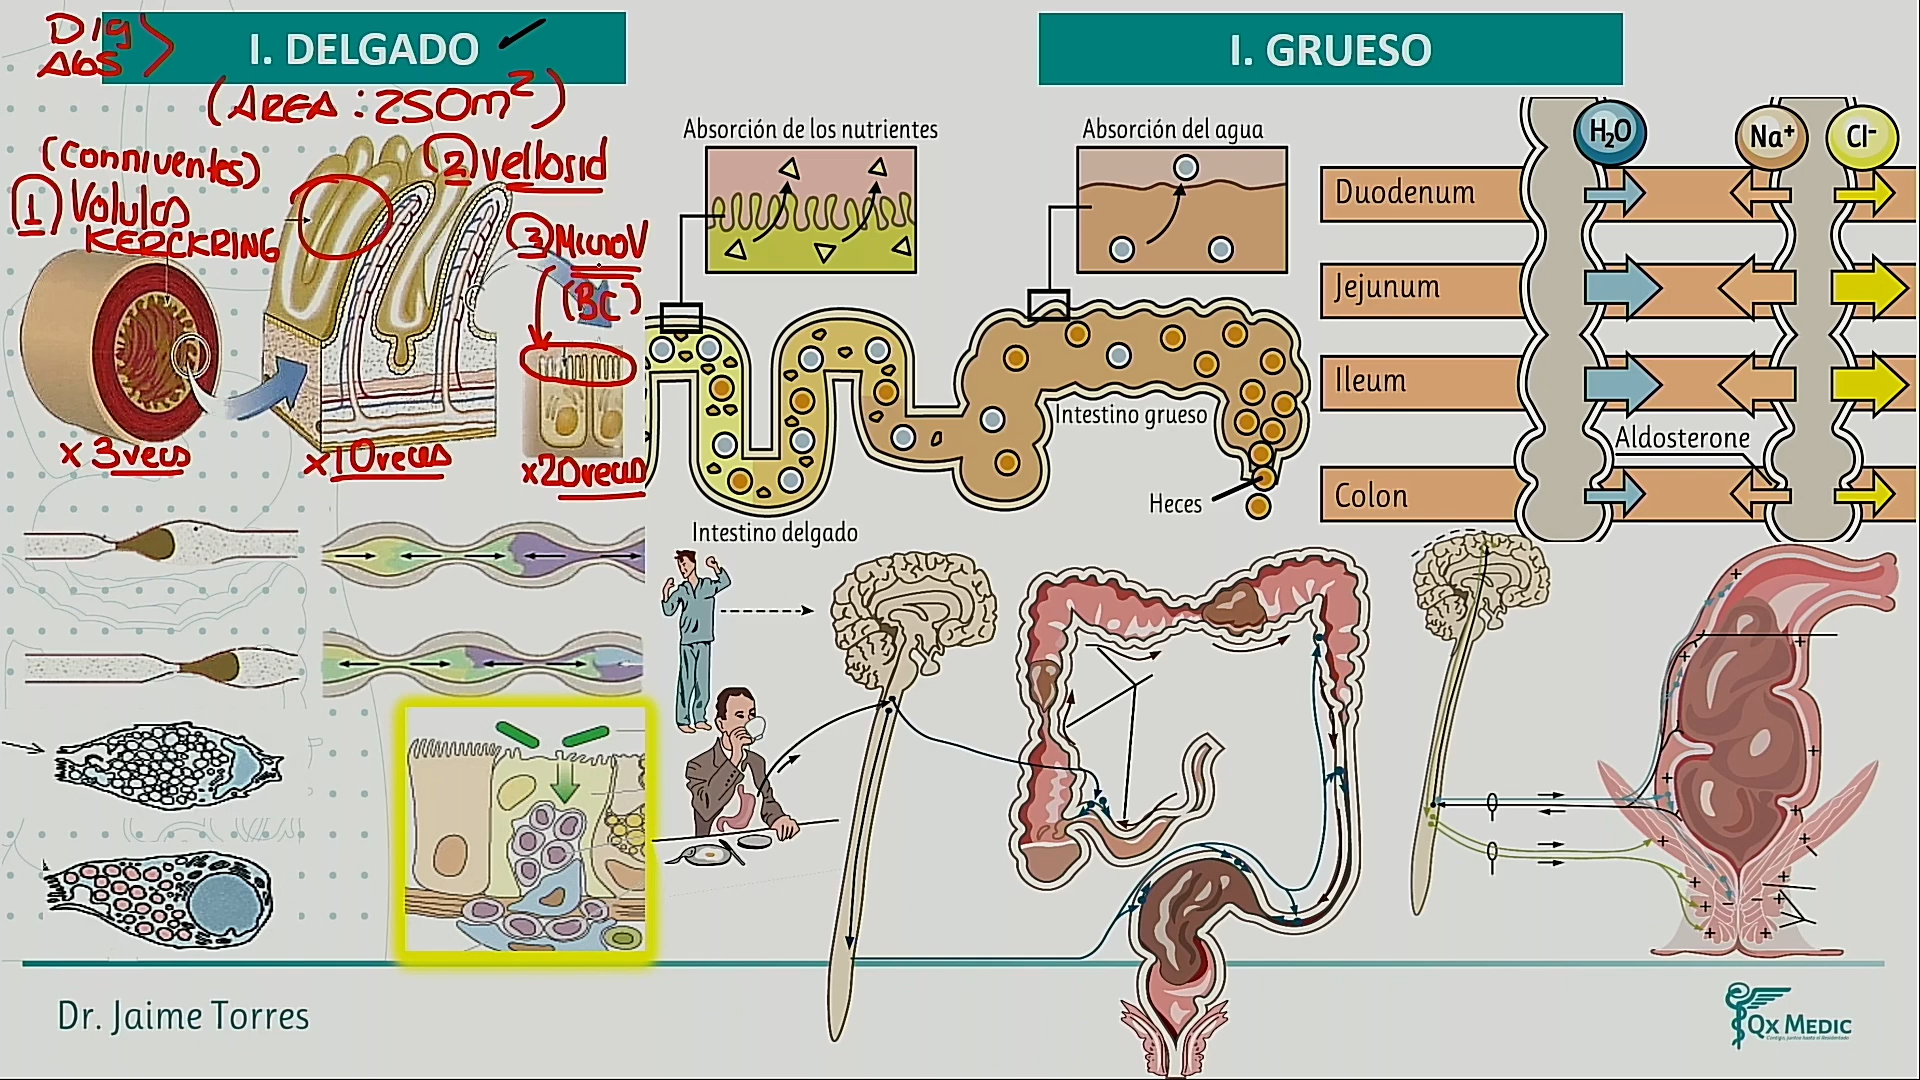 Dig
Abs
I. DELGADO
(AREA: 250m²)
(Conniventes)
1) Válulas
KERCKRING
2) Vellosid
3) MicroV
(BC)
x 3 veces
x 10 veces
x 20 veces
Absorción de los nutrientes
Intestino delgado
I. GRUESO
Absorción del agua
Intestino grueso
Heces
H₂O
Na⁺
Cl⁻
Duodenum
Jejunum
Ileum
Aldosterone
Colon
Dr. Jaime Torres
QX MEDIC